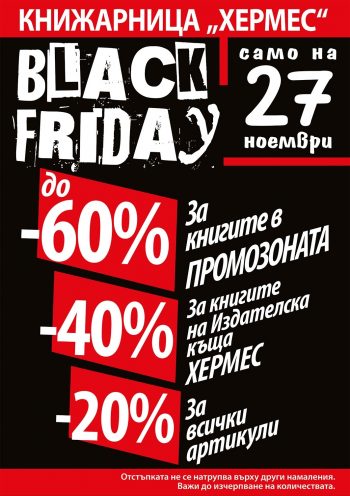 КНИЖАРНИЦА „ХЕРМЕС“
BLACK
FRIDAY
само на
27
ноември
до
-60%
За
книгите в
ПРОМОЗОНАТА
-40%
За книгите
на Издателска
къща
ХЕРМЕС
-20%
За
всички
артикули
Отстъпката не се натрупва върху други намаления.
Важи до изчерпване на количествата.